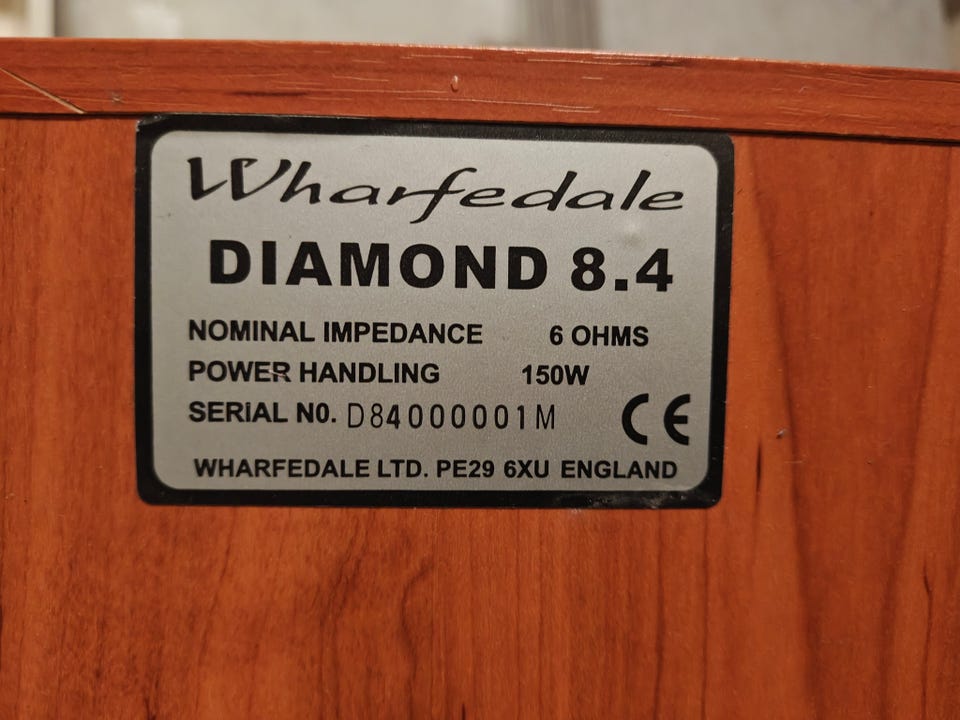 Wharfedale
DIAMOND 8.4
NOMINAL IMPEDANCE 6 OHMS
POWER HANDLING 150W
SERIAL N0. D84000001M
CE
WHARFEDALE LTD. PE29 6XU ENGLAND